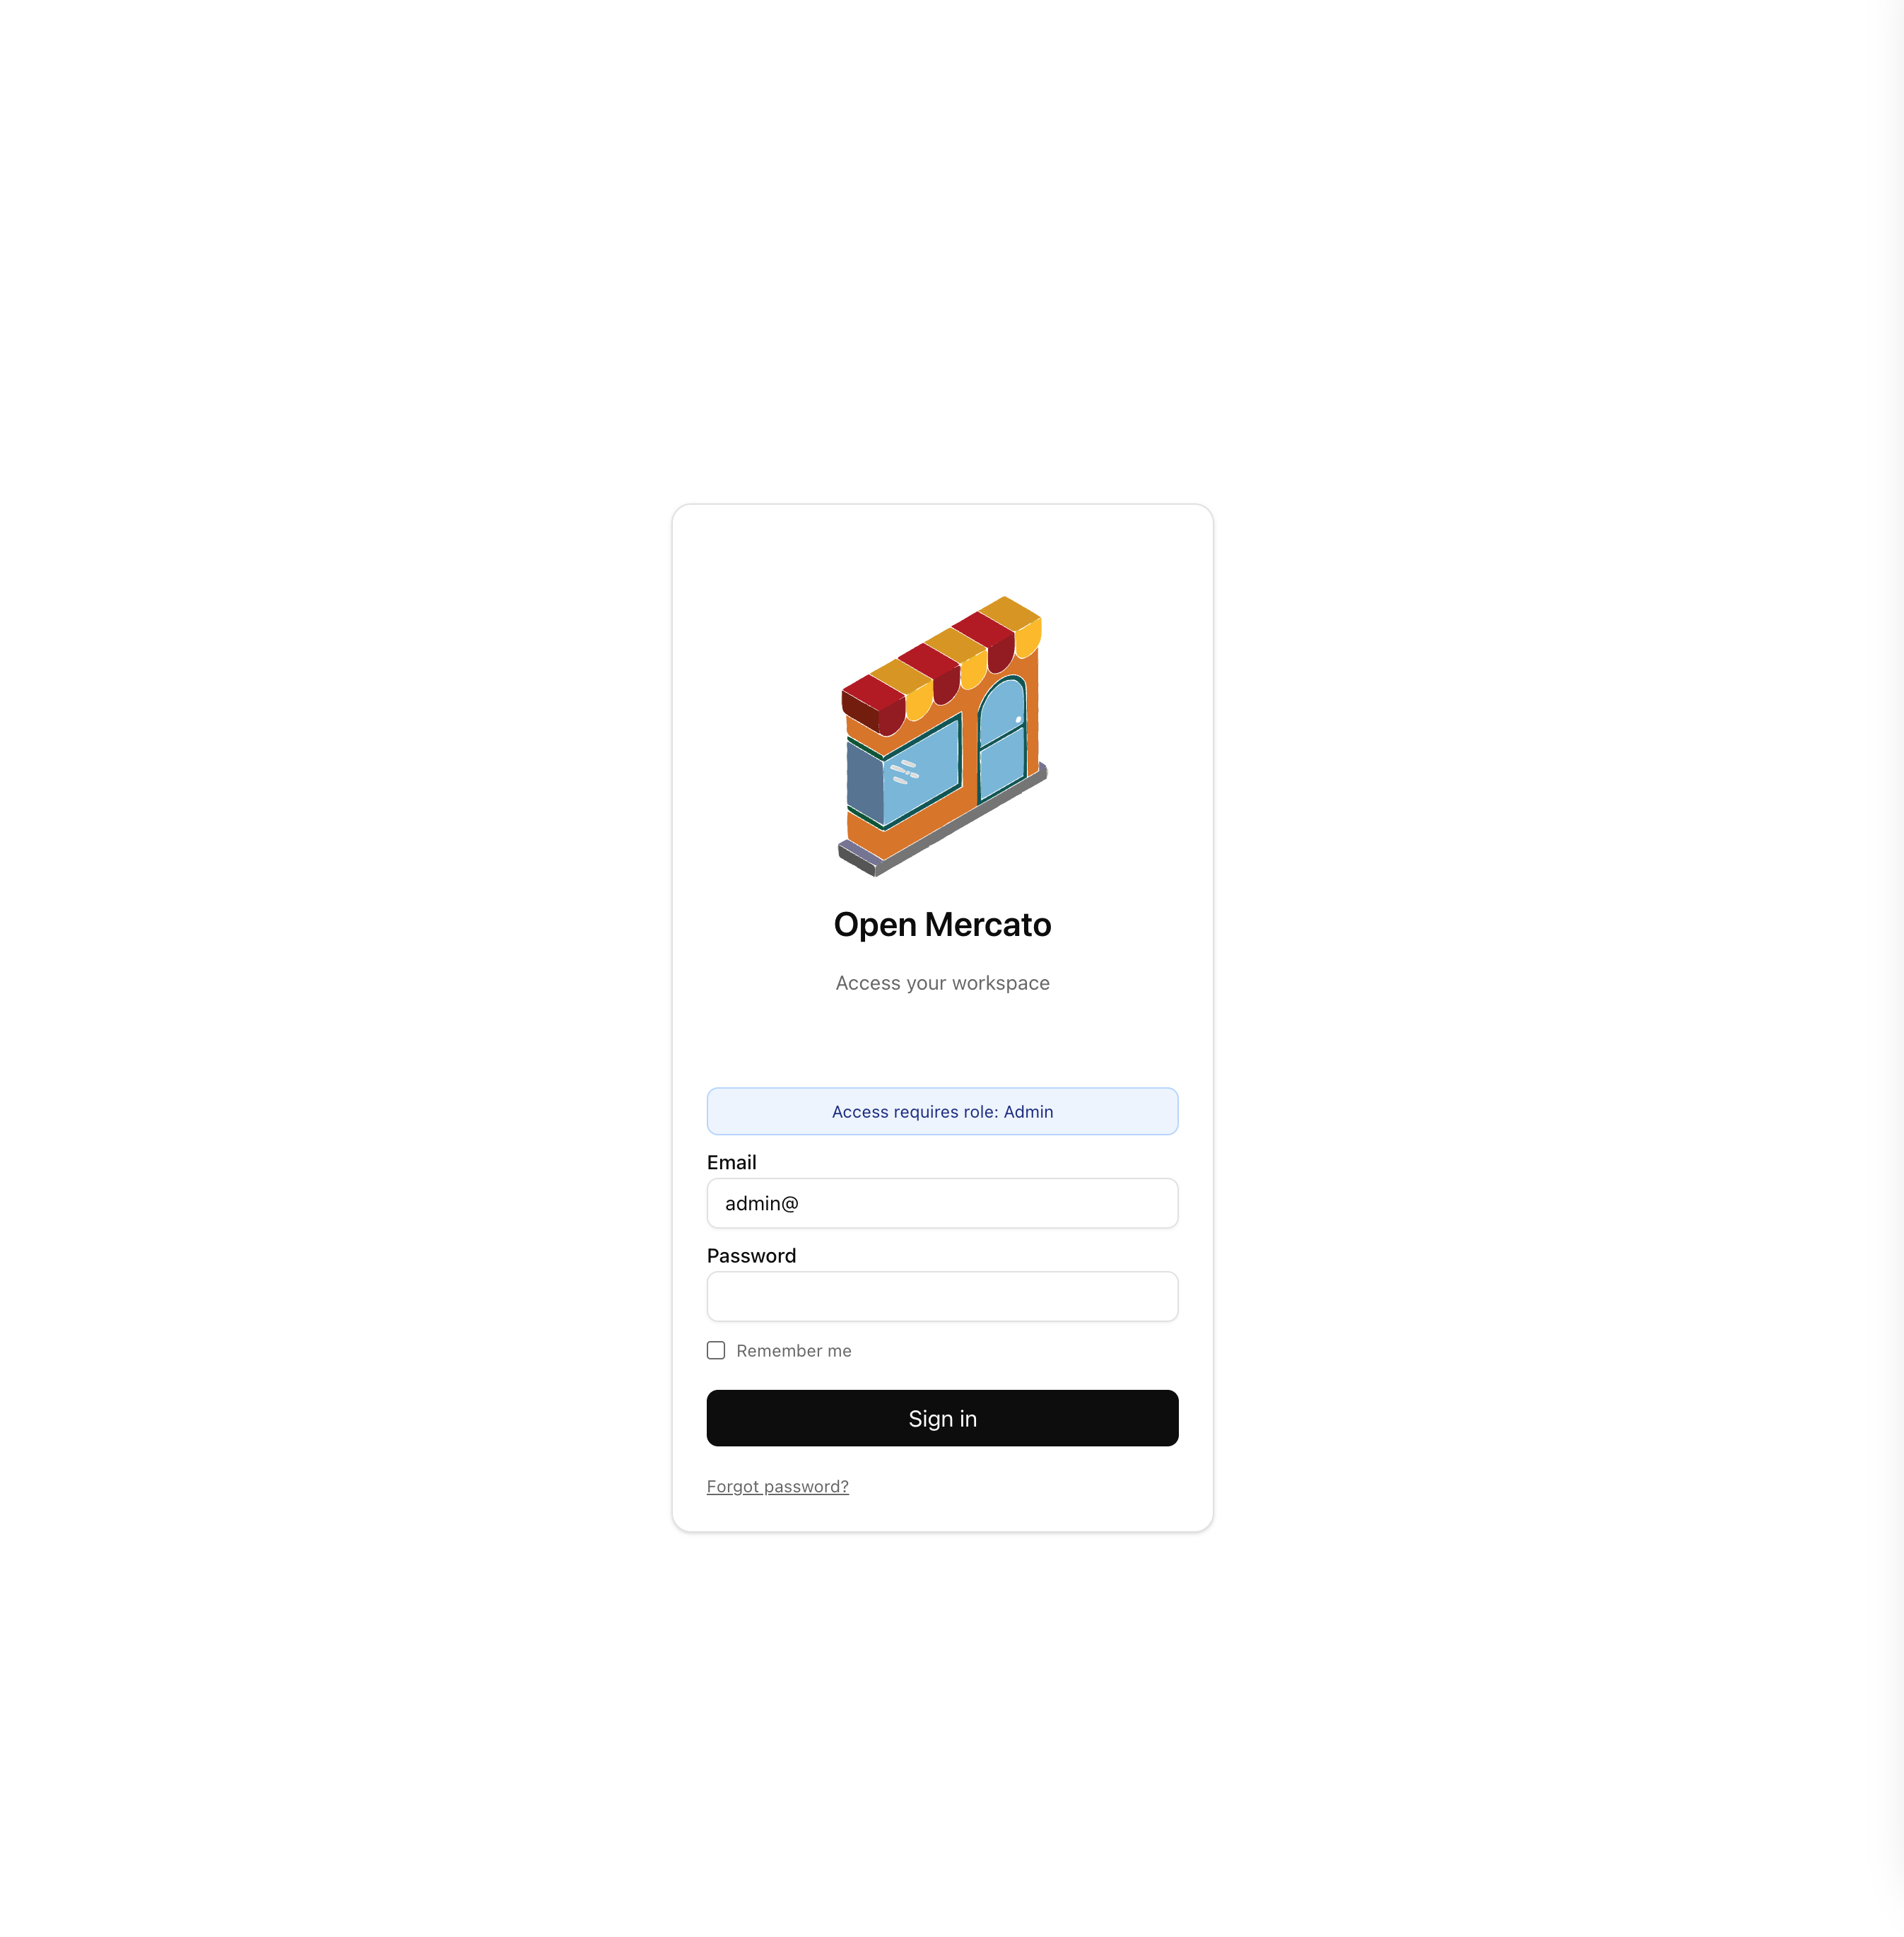 Open Mercato
Access your workspace
Access requires role: Admin
Email
admin@
Password
Remember me
Sign in
Forgot password?